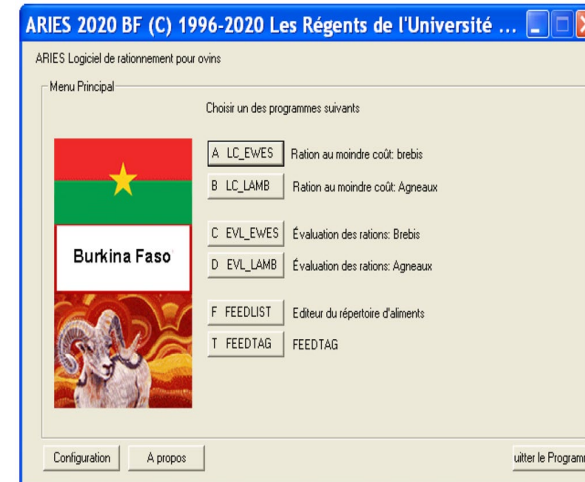 ARIES 2020 BF (C) 1996-2020 Les Régents de l'Université ...
ARIES Logiciel de rationnement pour ovins
Menu Principal
Choisir un des programmes suivants
A LC_EWES Ration au moindre coût: brebis
B LC_LAMB Ration au moindre coût: Agneaux
C EVL_EWES Évaluation des rations: Brebis
D EVL_LAMB Évaluation des rations: Agneaux
Burkina Faso
F FEEDLIST Editeur du répertoire d'aliments
T FEEDTAG FEEDTAG
Configuration A propos uitter le Programm